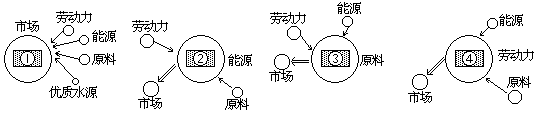 市场
劳动力
能源
①
原料
优质水源
劳动力
②
能源
市场
原料
劳动力
能源
③
原料
市场
能源
④
劳动力
市场
原料